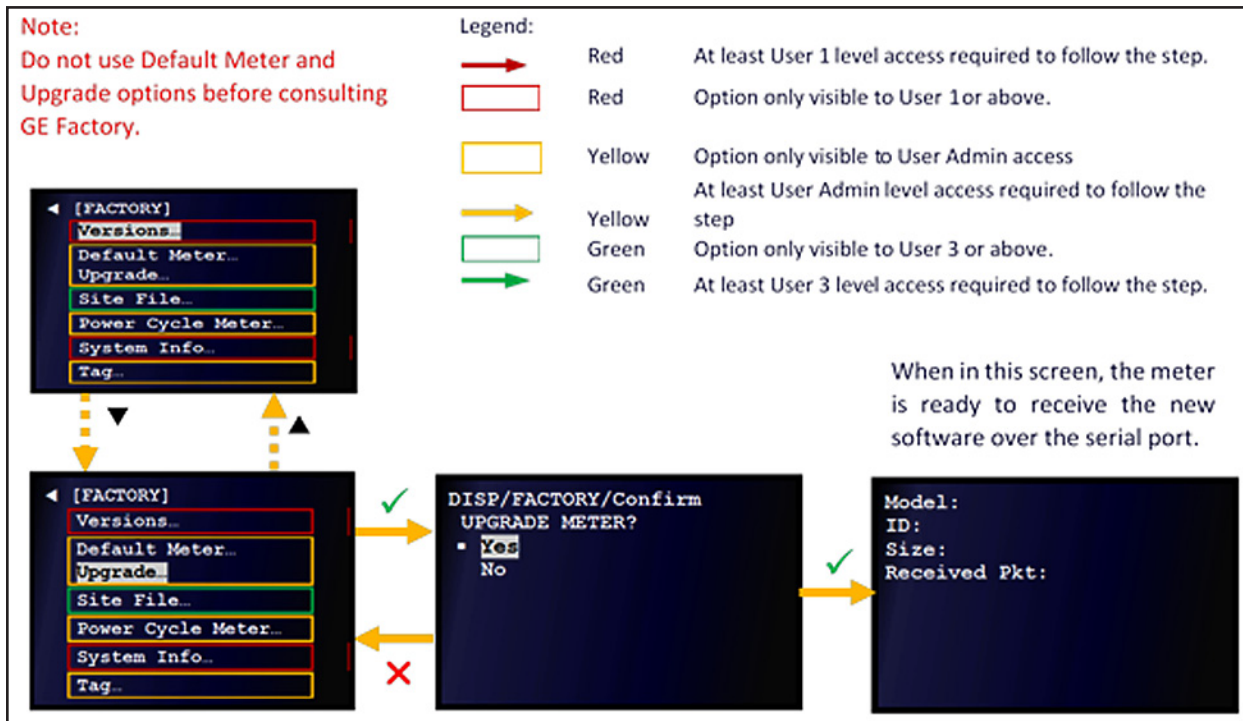 Note:
Do not use Default Meter and
Upgrade options before consulting
GE Factory.
Legend:
Red At least User 1 level access required to follow the step.
Red Option only visible to User 1or above.
Yellow Option only visible to User Admin access
At least User Admin level access required to follow the
Yellow step
Green Option only visible to User 3 or above.
Green At least User 3 level access required to follow the step.
[FACTORY]
Versions…
Default Meter…
Upgrade…
Site File…
Power Cycle Meter…
System Info…
Tag…
When in this screen, the meter
is ready to receive the new
software over the serial port.
[FACTORY]
Versions…
Default Meter…
Upgrade…
Site File…
Power Cycle Meter…
System Info…
Tag…
DISP/FACTORY/Confirm
UPGRADE METER?
Yes
No
Model:
ID:
Size:
Received Pkt: